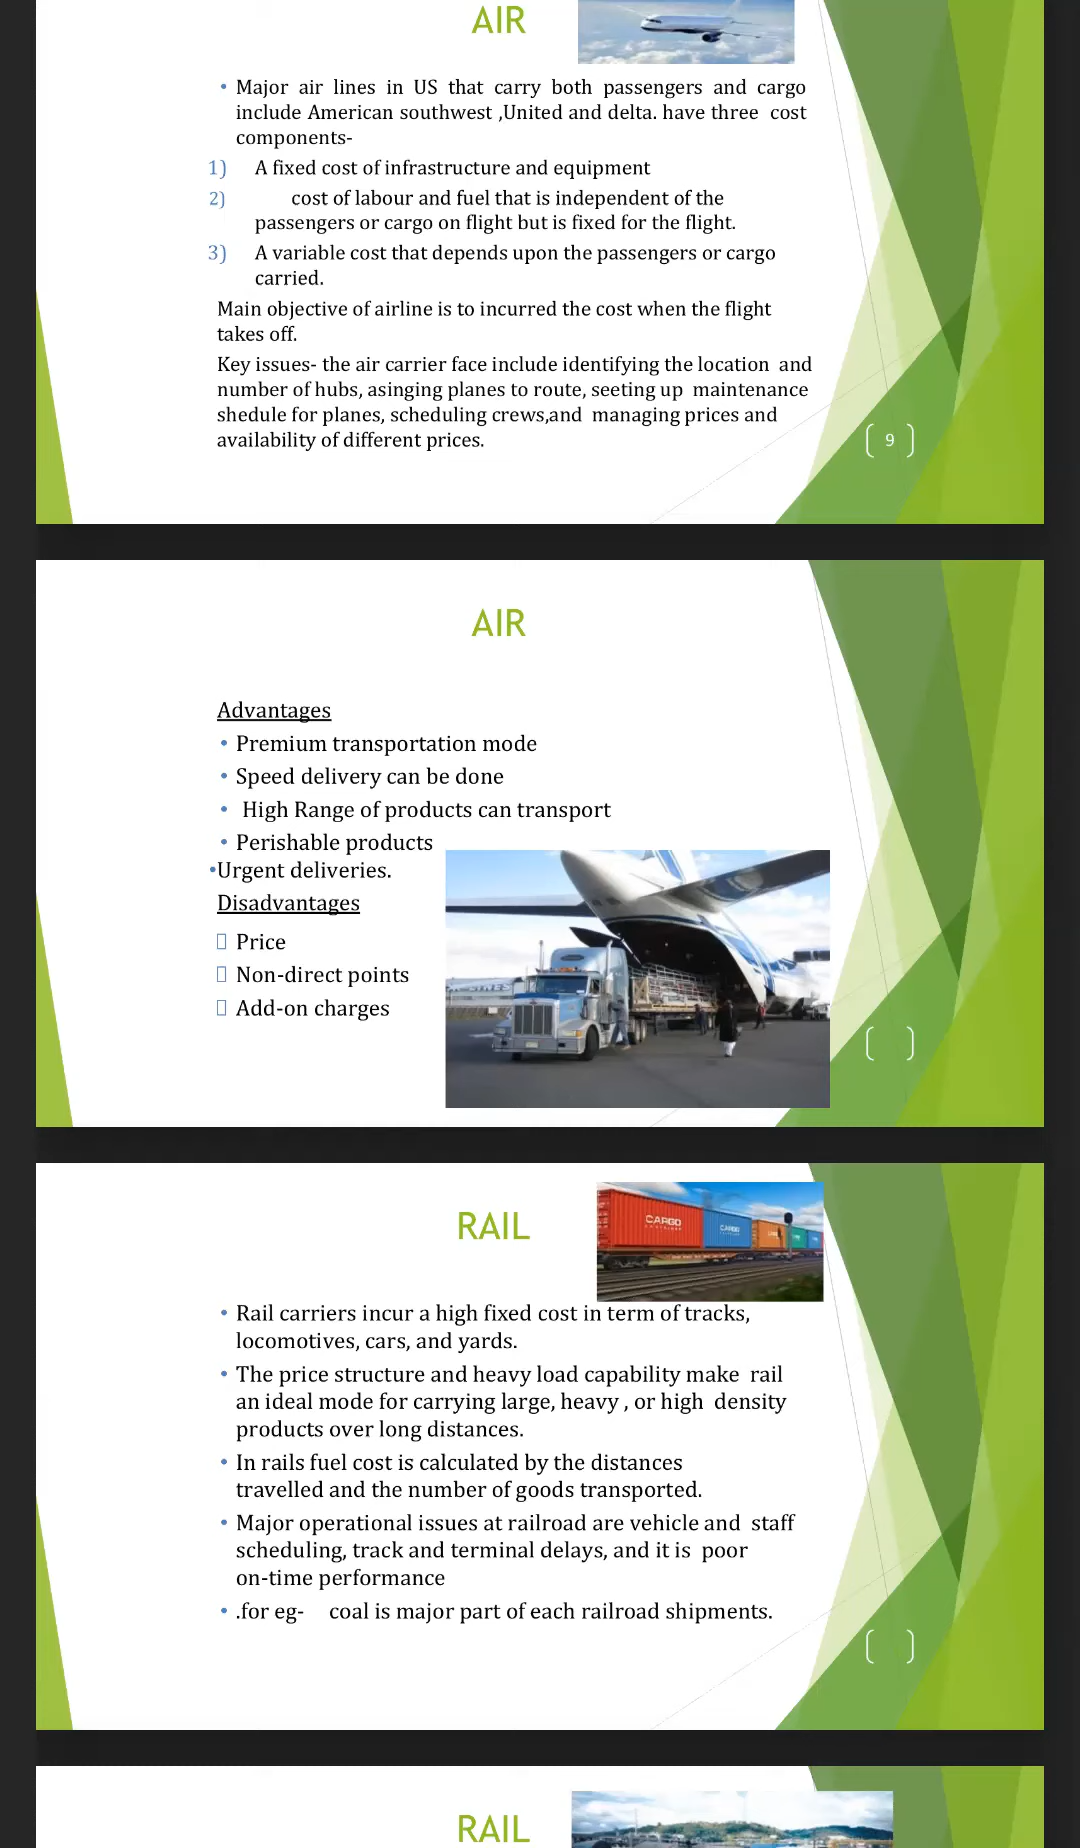 AIR
• Major air lines in US that carry both passengers and cargo
include American southwest ,United and delta. have three cost
components-
1) A fixed cost of infrastructure and equipment
2) cost of labour and fuel that is independent of the
passengers or cargo on flight but is fixed for the flight.
3) A variable cost that depends upon the passengers or cargo
carried.
Main objective of airline is to incurred the cost when the flight
takes off.
Key issues- the air carrier face include identifying the location and
number of hubs, asinging planes to route, seeting up maintenance
shedule for planes, scheduling crews,and managing prices and
availability of different prices.
9
AIR
Advantages
• Premium transportation mode
• Speed delivery can be done
• High Range of products can transport
• Perishable products
•Urgent deliveries.
Disadvantages
Price
Non-direct points
Add-on charges
RAIL
CARGO
CARGO
• Rail carriers incur a high fixed cost in term of tracks,
locomotives, cars, and yards.
• The price structure and heavy load capability make rail
an ideal mode for carrying large, heavy , or high density
products over long distances.
• In rails fuel cost is calculated by the distances
travelled and the number of goods transported.
• Major operational issues at railroad are vehicle and staff
scheduling, track and terminal delays, and it is poor
on-time performance
• .for eg- coal is major part of each railroad shipments.
RAIL